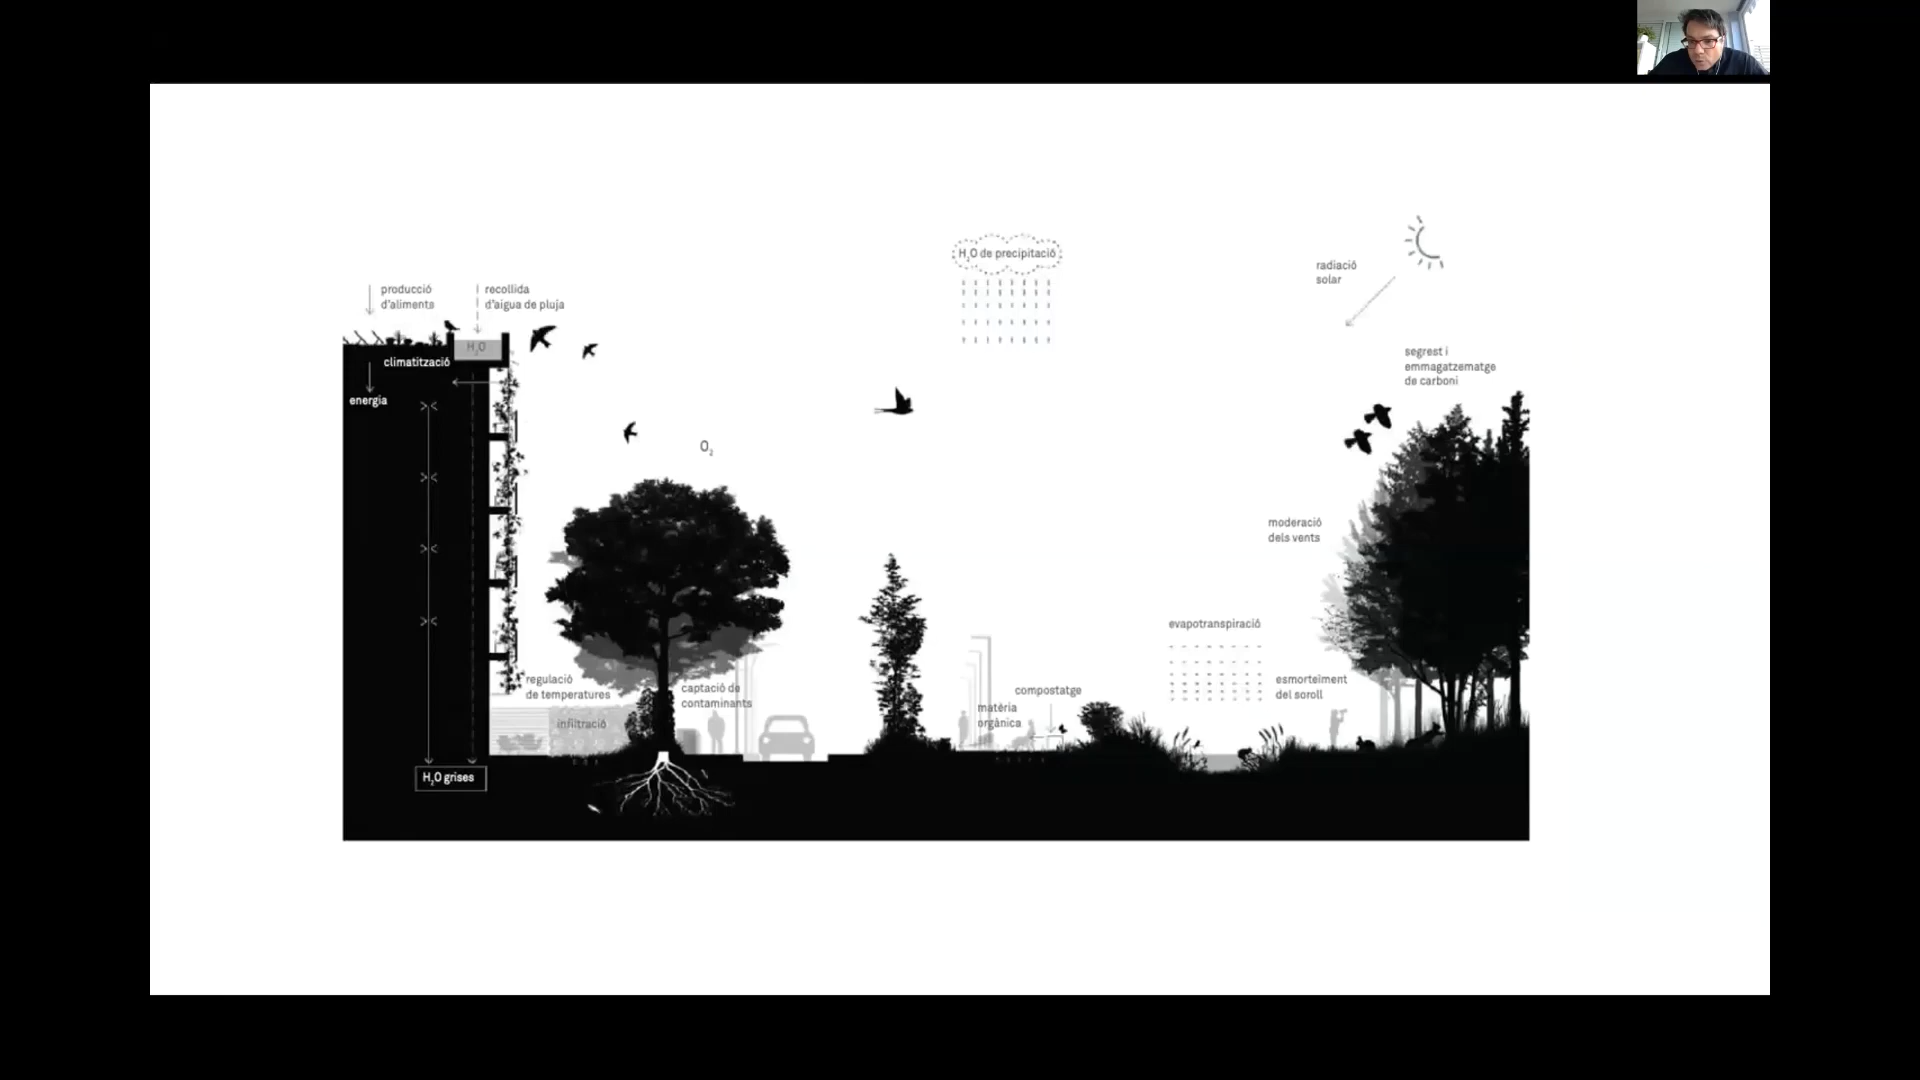 H₂O de precipitació
radiació
solar
producció
d'aliments
recollida
d'aigua de pluja
H₂O
climatització
energia
segrest i
emmagatzematge
de carboni
O₂
moderació
dels vents
evapotranspiració
regulació
de temperatures
captació de
contaminants
infiltració
compostatge
matèria
orgànica
esmorteïment
del soroll
H₂O grises